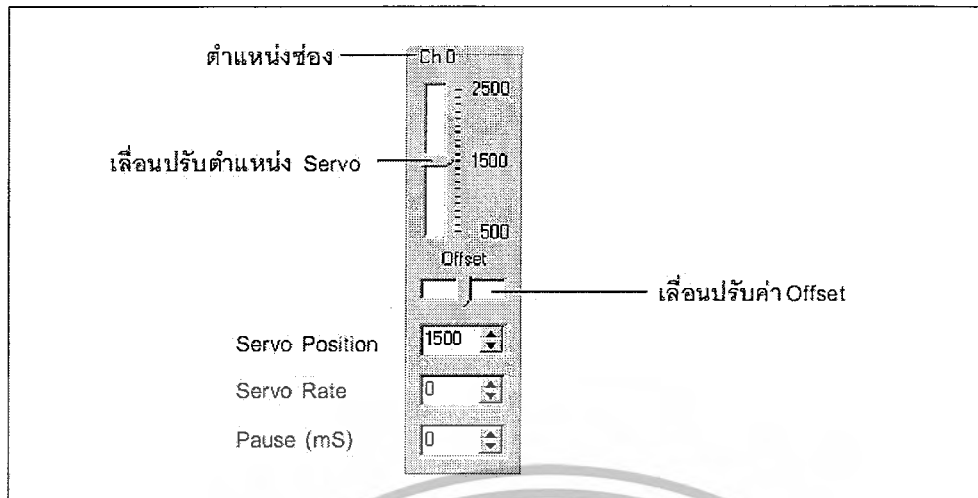 ตำแหน่งช่อง
Ch 0
2500
เลื่อนปรับตำแหน่ง Servo
1500
500
Offset
เลื่อนปรับค่า Offset
Servo Position
1500
Servo Rate
0
Pause (mS)
0